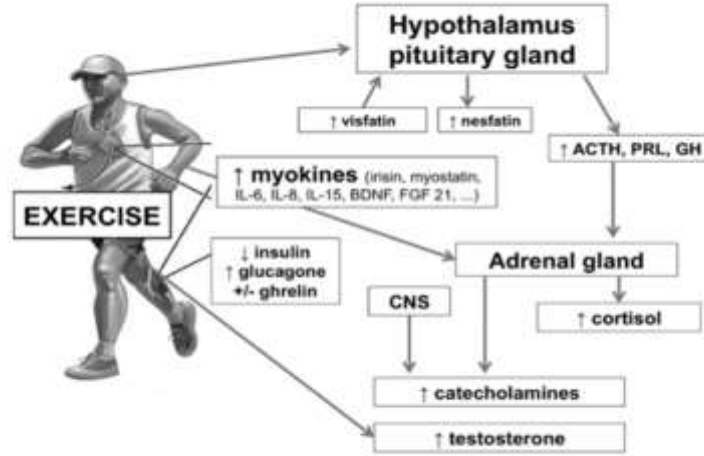 Hypothalamus
pituitary gland
↑ visfatin
↑ nesfatin
↑ ACTH, PRL, GH
↑ myokines (irisin, myostatin,
IL-6, IL-8, IL-15, BDNF, FGF 21, ...)
EXERCISE
↓ insulin
↑ glucagone
+/- ghrelin
Adrenal gland
CNS
↑ cortisol
↑ catecholamines
↑ testosterone